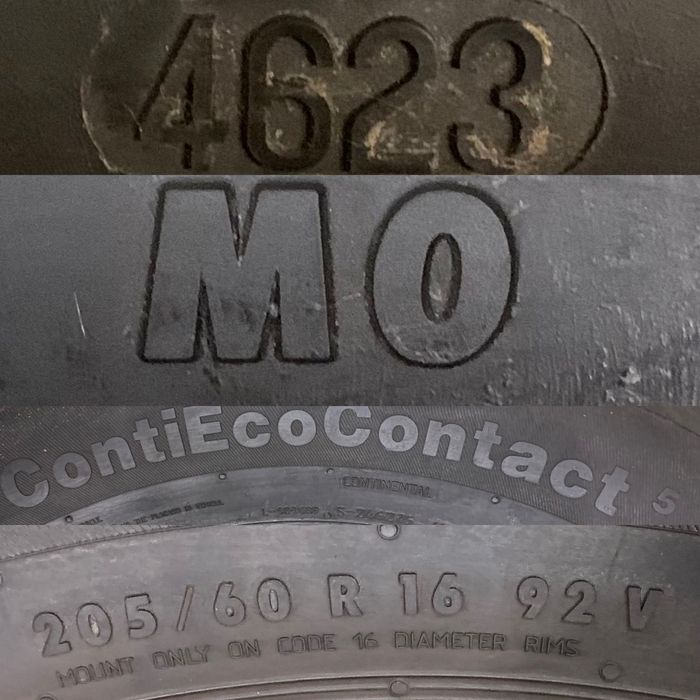 4623
MO
ContiEcoContact 5
CONTINENTAL
205/60 R 16 92 V
MOUNT ONLY ON CODE 16 DIAMETER RIMS